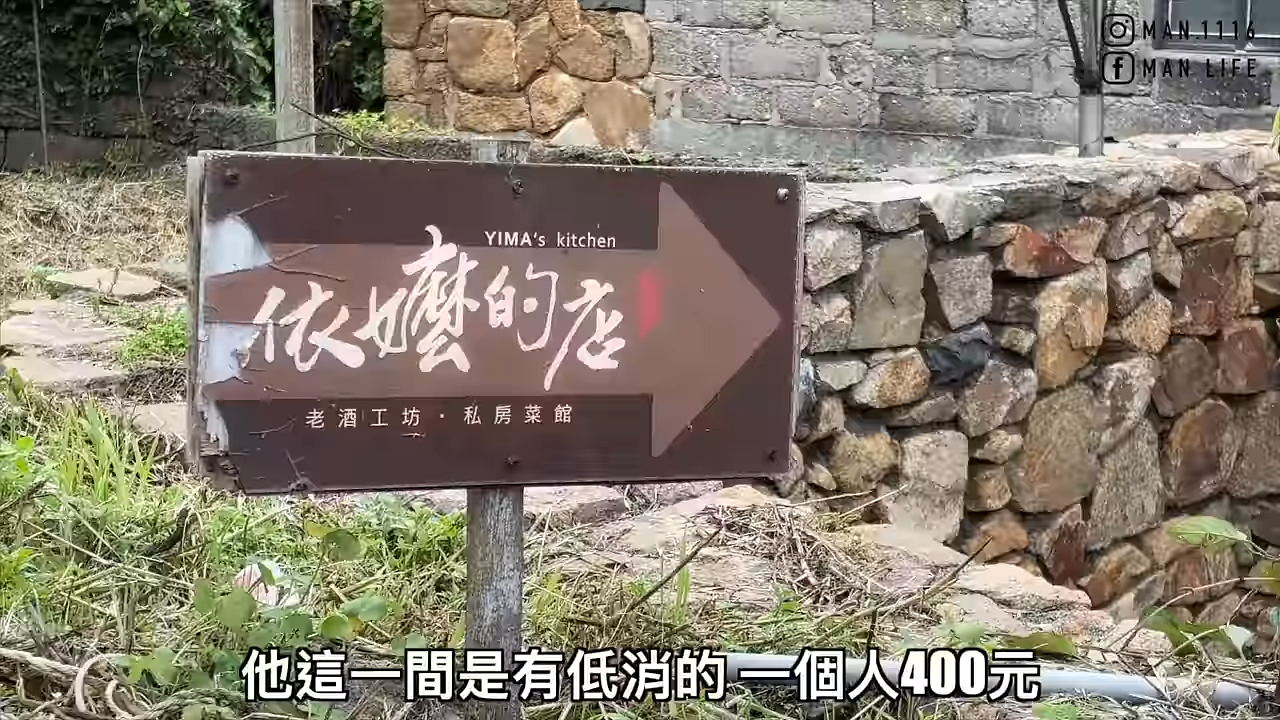 MAN.1116
MAN LIFE
YIMA's kitchen
依嬤的店
老酒工坊·私房菜館
他這一間是有低消的 一個人400元